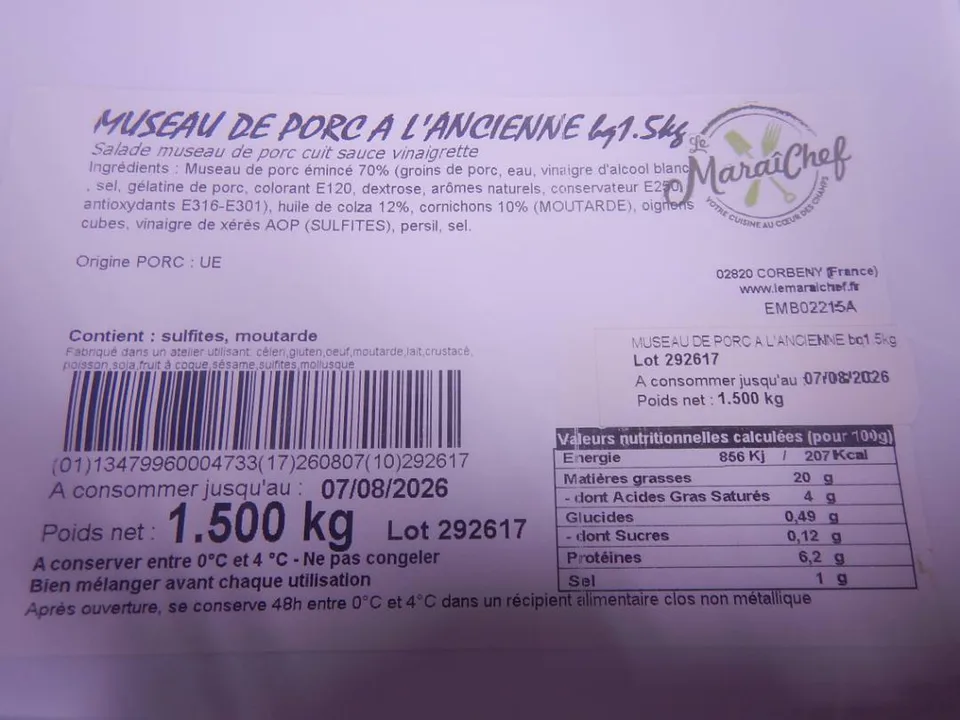 MUSEAU DE PORC A L'ANCIENNE bq1.5kg
Salade museau de porc cuit sauce vinaigrette
Ingrédients : Museau de porc émincé 70% (groins de porc, eau, vinaigre d'alcool blanc
, sel, gélatine de porc, colorant E120, dextrose, arômes naturels, conservateur E250,
antioxydants E316-E301), huile de colza 12%, cornichons 10% (MOUTARDE), oignons
cubes, vinaigre de xérés AOP (SULFITES), persil, sel.
Le
MaraîChef
VOTRE CUISINE AU CŒUR DES CHAMPS
Origine PORC : UE
02820 CORBENY (France)
www.lemaraichef.fr
EMB02215A
Contient : sulfites, moutarde
Fabriqué dans un atelier utilisant: céleri,gluten,oeuf,moutarde,lait,crustacé,
poisson,soja,fruit à coque,sésame,sulfites,mollusque
(01)13479960004733(17)260807(10)292617
A consommer jusqu'au : 07/08/2026
Poids net : 1.500 kg Lot 292617
A conserver entre 0°C et 4 °C - Ne pas congeler
Bien mélanger avant chaque utilisation
Après ouverture, se conserve 48h entre 0°C et 4°C dans un récipient alimentaire clos non métallique
MUSEAU DE PORC A L'ANCIENNE bq1.5kg
Lot 292617
A consommer jusqu'au :07/08/2026
Poids net : 1.500 kg
Valeurs nutritionnelles calculées (pour 100g)
Energie 856 Kj / 207 Kcal
Matières grasses 20 g
- dont Acides Gras Saturés 4 g
Glucides 0,49 g
- dont Sucres 0,12 g
Protéines 6,2 g
Sel 1 g